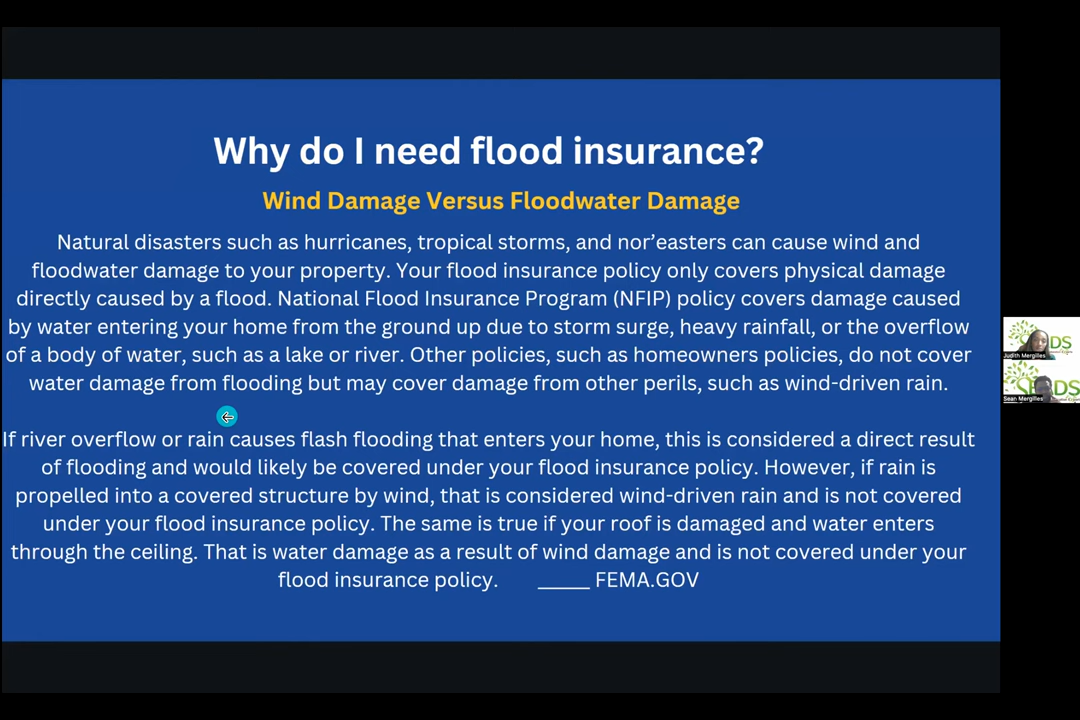 Why do I need flood insurance?
Wind Damage Versus Floodwater Damage
Natural disasters such as hurricanes, tropical storms, and nor’easters can cause wind and
floodwater damage to your property. Your flood insurance policy only covers physical damage
directly caused by a flood. National Flood Insurance Program (NFIP) policy covers damage caused
by water entering your home from the ground up due to storm surge, heavy rainfall, or the overflow
of a body of water, such as a lake or river. Other policies, such as homeowners policies, do not cover
water damage from flooding but may cover damage from other perils, such as wind-driven rain.
If river overflow or rain causes flash flooding that enters your home, this is considered a direct result
of flooding and would likely be covered under your flood insurance policy. However, if rain is
propelled into a covered structure by wind, that is considered wind-driven rain and is not covered
under your flood insurance policy. The same is true if your roof is damaged and water enters
through the ceiling. That is water damage as a result of wind damage and is not covered under your
flood insurance policy. _____ FEMA.GOV
Judith Mergilles
Sean Mergilles